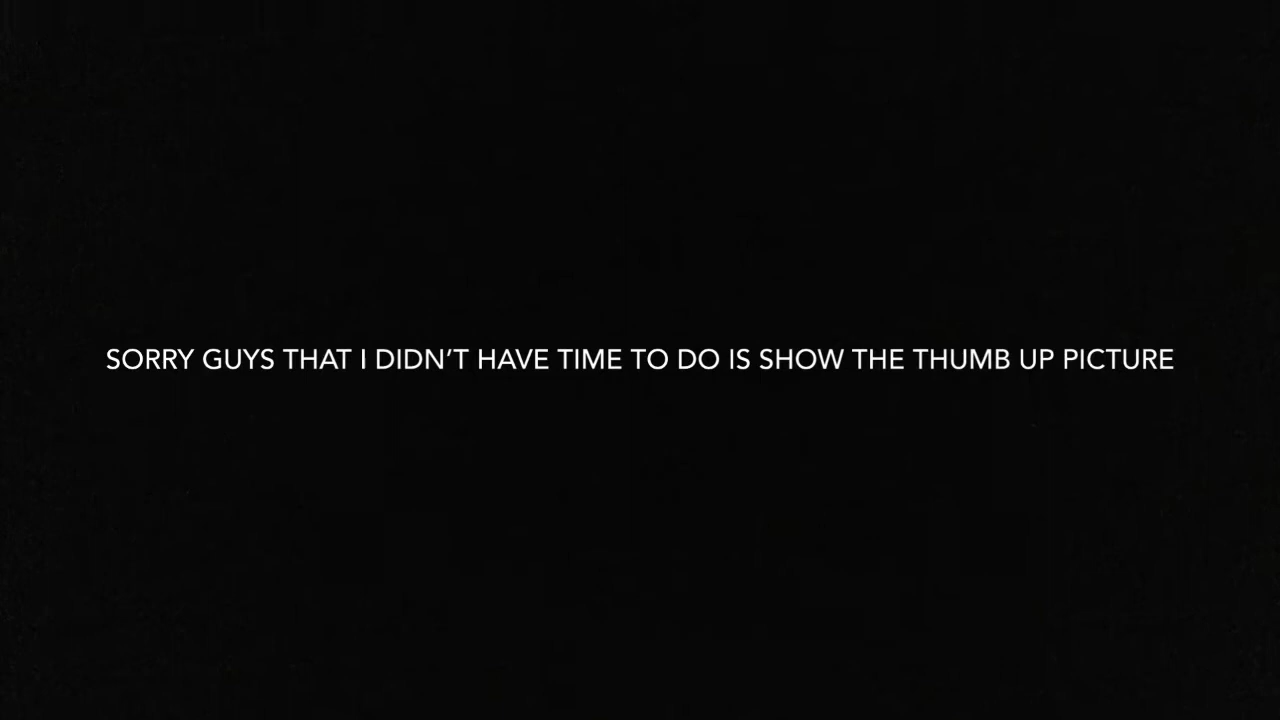 SORRY GUYS THAT I DIDN’T HAVE TIME TO DO IS SHOW THE THUMB UP PICTURE